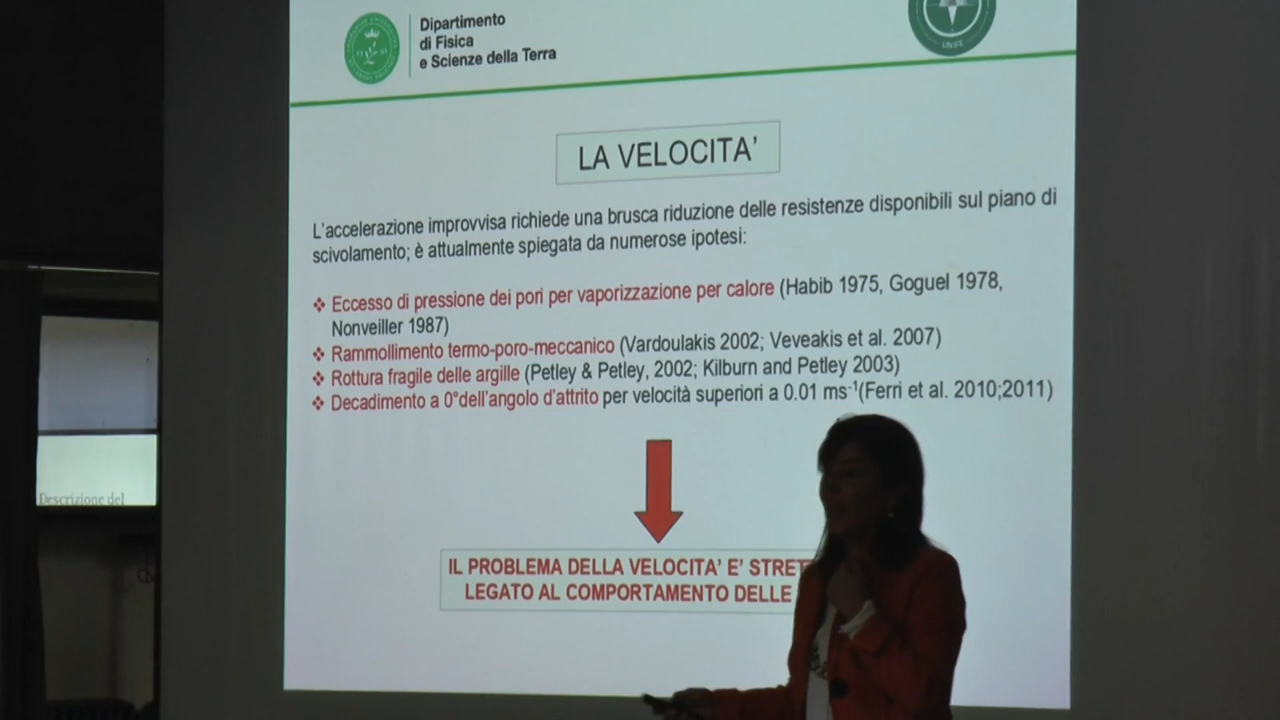 Dipartimento
di Fisica
e Scienze della Terra
UNIFE
LA VELOCITA'
L'accelerazione improvvisa richiede una brusca riduzione delle resistenze disponibili sul piano di
scivolamento; è attualmente spiegata da numerose ipotesi:
❖ Eccesso di pressione dei pori per vaporizzazione per calore (Habib 1975, Goguel 1978,
Nonveiller 1987)
❖ Rammollimento termo-poro-meccanico (Vardoulakis 2002; Veveakis et al. 2007)
❖ Rottura fragile delle argille (Petley & Petley, 2002; Kilburn and Petley 2003)
❖ Decadimento a 0°dell'angolo d'attrito per velocità superiori a 0.01 ms⁻¹(Ferri et al. 2010;2011)
IL PROBLEMA DELLA VELOCITA' E' STRET
LEGATO AL COMPORTAMENTO DELLE
Descrizione del